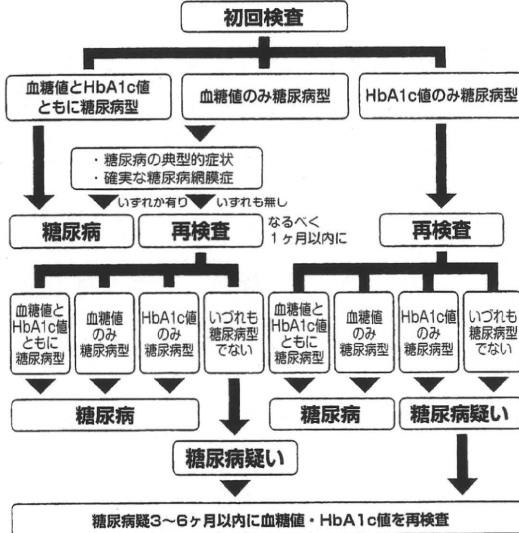 初回検査
血糖値とHbA1c値
ともに糖尿病型
血糖値のみ糖尿病型
HbA1c値のみ糖尿病型
・糖尿病の典型的症状
・確実な糖尿病網膜症
いずれか有り
いずれも無し
糖尿病
再検査
なるべく
1ヶ月以内に
再検査
血糖値と
HbA1c値
ともに
糖尿病型
血糖値
のみ
糖尿病型
HbA1c値
のみ
糖尿病型
いづれも
糖尿病型
でない
血糖値と
HbA1c値
ともに
糖尿病型
血糖値
のみ
糖尿病型
HbA1c値
のみ
糖尿病型
いづれも
糖尿病型
でない
糖尿病
糖尿病
糖尿病疑い
糖尿病疑い
糖尿病疑3〜6ヶ月以内に血糖値・HbA1c値を再検査